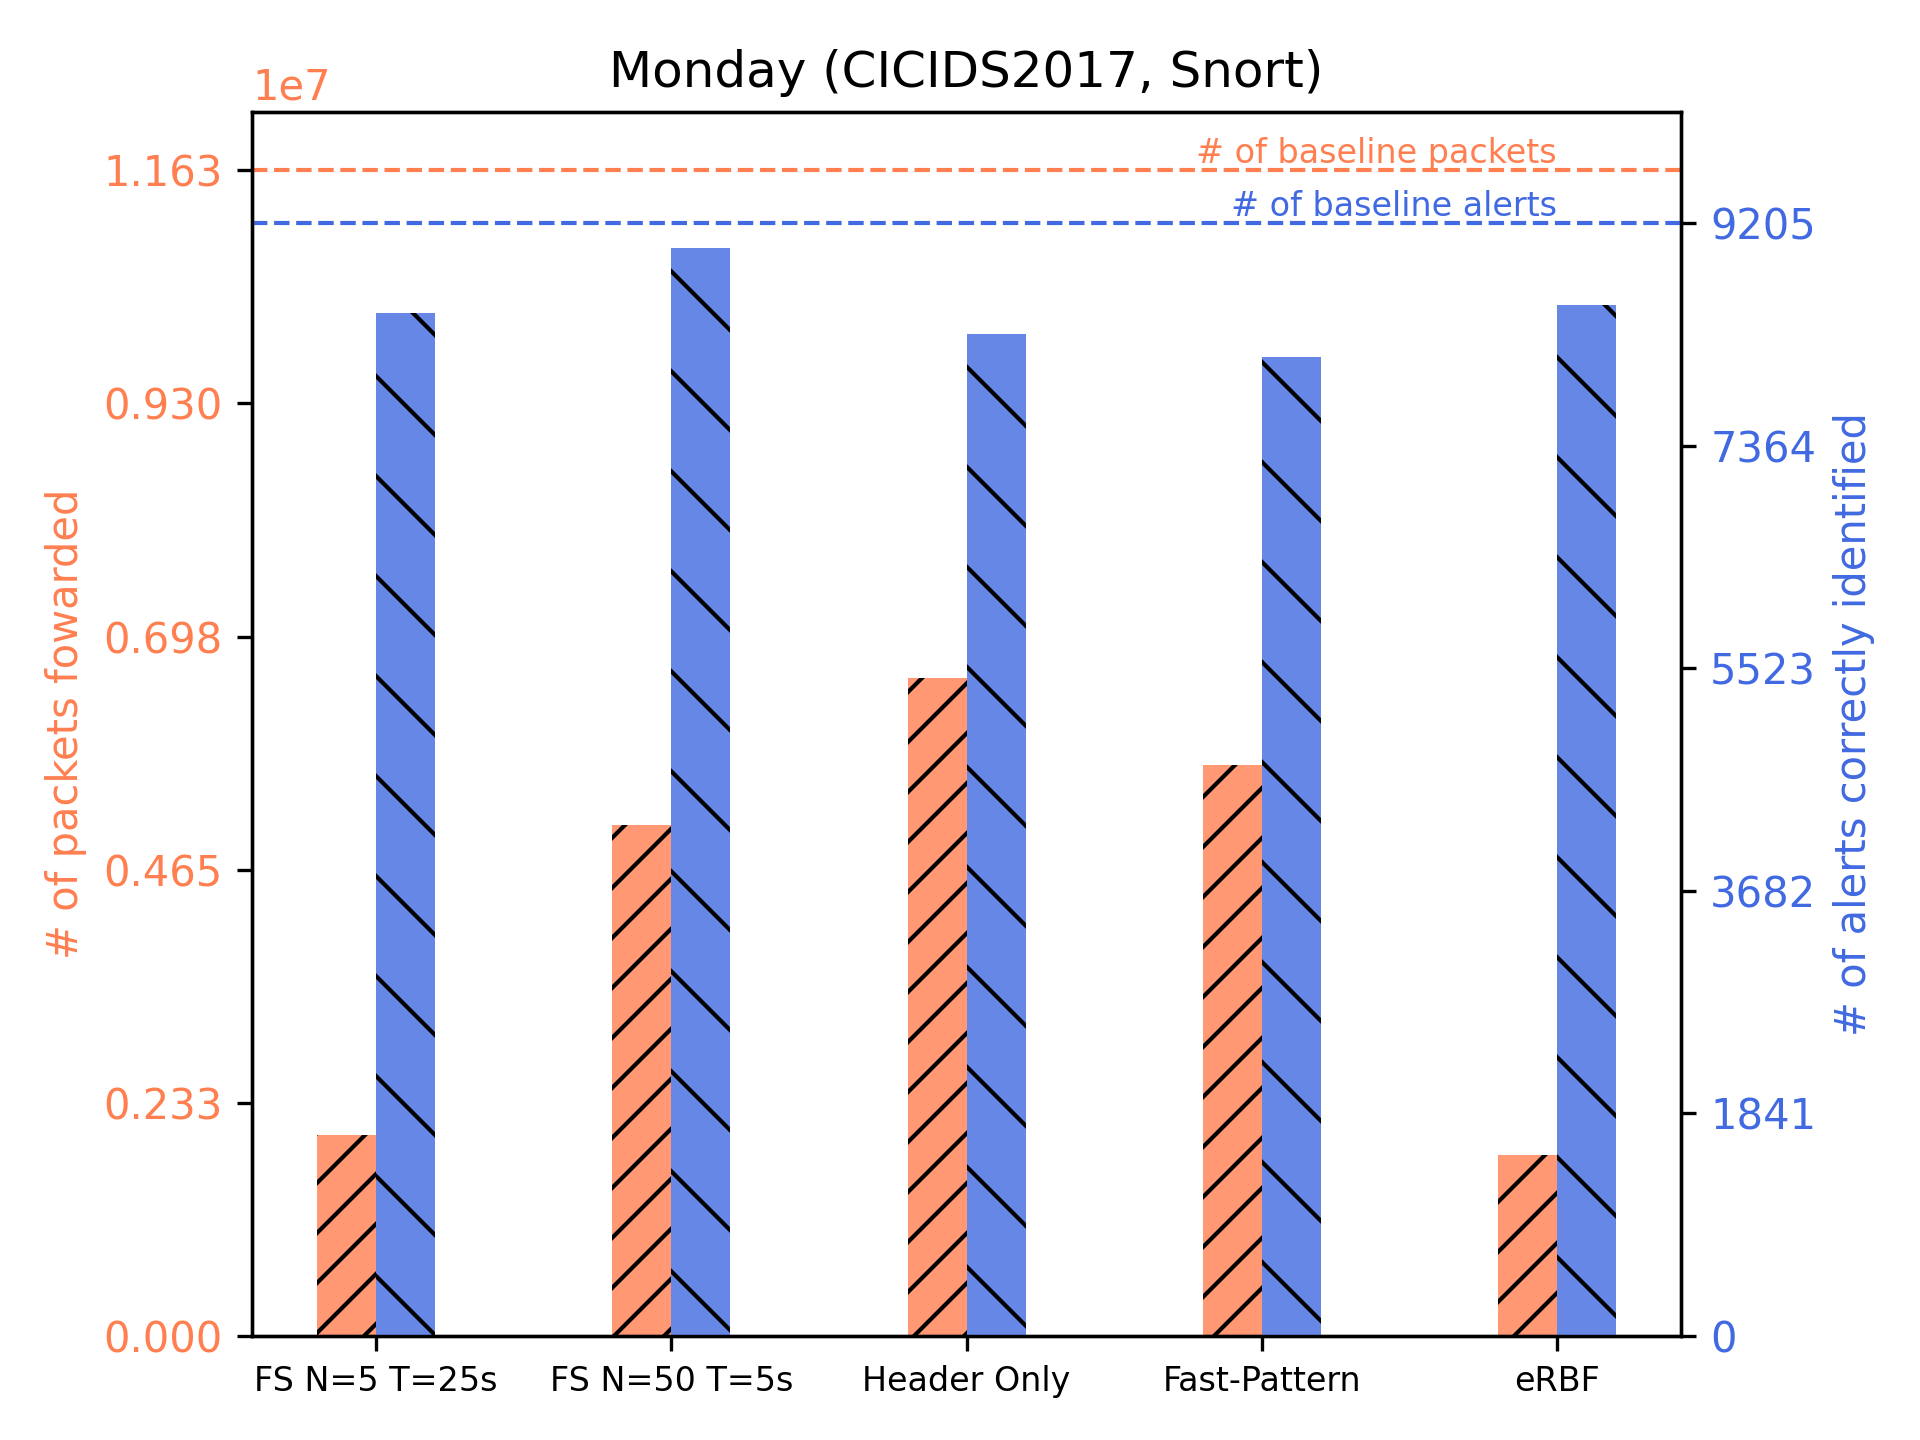 Monday (CICIDS2017, Snort)
1e7
# of baseline packets
1.163
# of baseline alerts
9205
0.930
7364
0.698
5523
0.465
3682
0.233
1841
0.000
0
# of packets fowarded
# of alerts correctly identified
FS N=5 T=25s
FS N=50 T=5s
Header Only
Fast-Pattern
eRBF